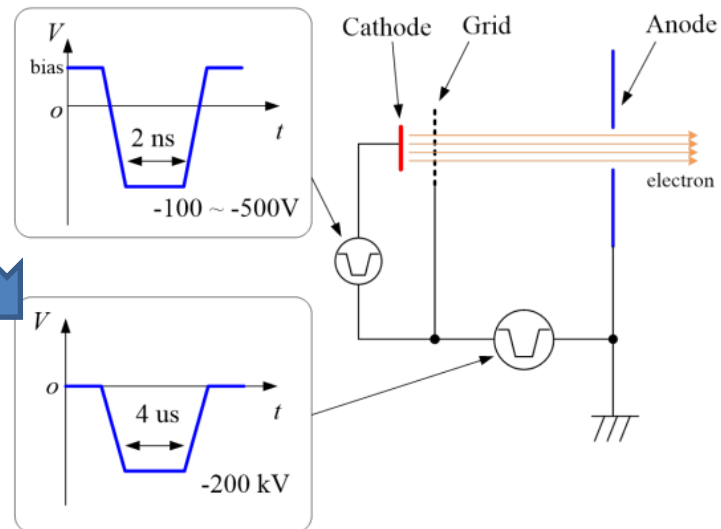 V
bias
o
t
2 ns
-100 ~ -500V
Cathode
Grid
Anode
electron
V
o
t
4 us
-200 kV